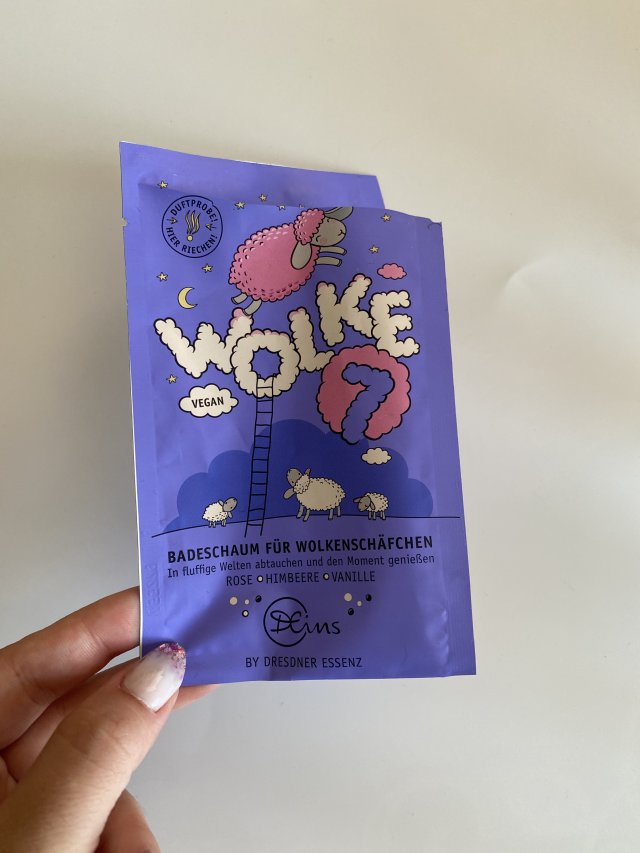 DUFTPROBE!
HIER RIECHEN!
WOLKE
7
VEGAN
BADESCHAUM FÜR WOLKENSCHÄFCHEN
In fluffige Welten abtauchen und den Moment genießen
ROSE HIMBEERE VANILLE
Deins
BY DRESDNER ESSENZ